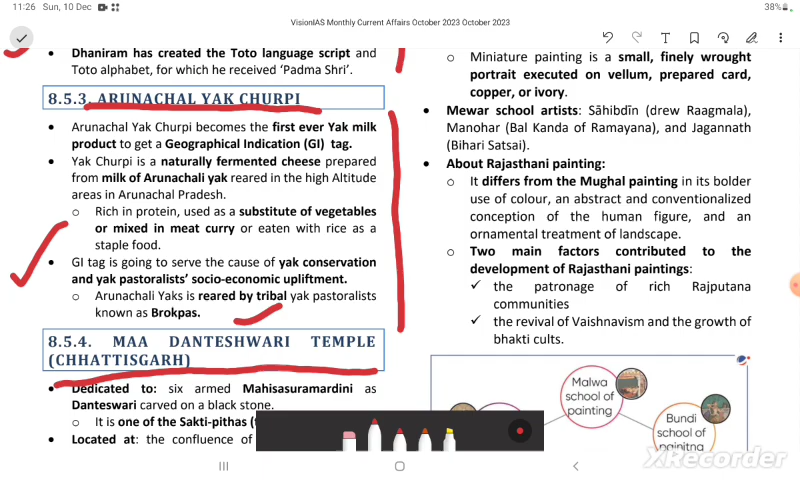 11:26 Sun, 10 Dec
38%
VisionIAS Monthly Current Affairs October 2023 October 2023
• Dhaniram has created the Toto language script and
Toto alphabet, for which he received ‘Padma Shri’.
8.5.3. ARUNACHAL YAK CHURPI
• Arunachal Yak Churpi becomes the first ever Yak milk
product to get a Geographical Indication (GI) tag.
• Yak Churpi is a naturally fermented cheese prepared
from milk of Arunachali yak reared in the high Altitude
areas in Arunachal Pradesh.
o Rich in protein, used as a substitute of vegetables
or mixed in meat curry or eaten with rice as a
staple food.
• GI tag is going to serve the cause of yak conservation
and yak pastoralists’ socio-economic upliftment.
o Arunachali Yaks is reared by tribal yak pastoralists
known as Brokpas.
8.5.4. MAA DANTESHWARI TEMPLE
(CHHATTISGARH)
• Dedicated to: six armed Mahisasuramardini as
Danteswari carved on a black stone.
o It is one of the Sakti-pithas
• Located at: the confluence of
o Miniature painting is a small, finely wrought
portrait executed on vellum, prepared card,
copper, or ivory.
• Mewar school artists: Sāhibdīn (drew Raagmala),
Manohar (Bal Kanda of Ramayana), and Jagannath
(Bihari Satsai).
• About Rajasthani painting:
o It differs from the Mughal painting in its bolder
use of colour, an abstract and conventionalized
conception of the human figure, and an
ornamental treatment of landscape.
o Two main factors contributed to the
development of Rajasthani paintings:
✓ the patronage of rich Rajputana
communities
✓ the revival of Vaishnavism and the growth of
bhakti cults.
Malwa
school of
painting
Bundi
school of
painitng
XRecorder